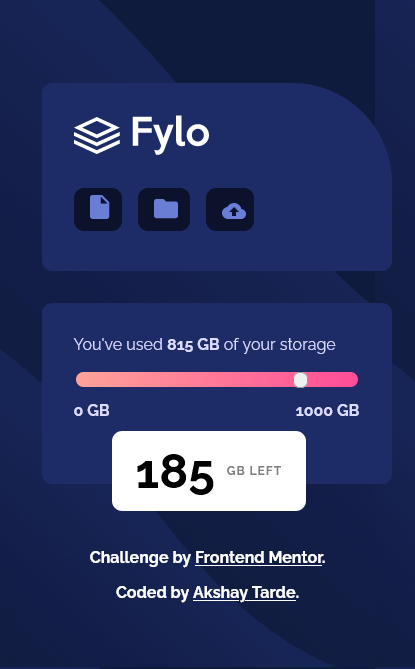 Fylo
You've used 815 GB of your storage
0 GB 1000 GB
185 GB LEFT
Challenge by Frontend Mentor.
Coded by Akshay Tarde.